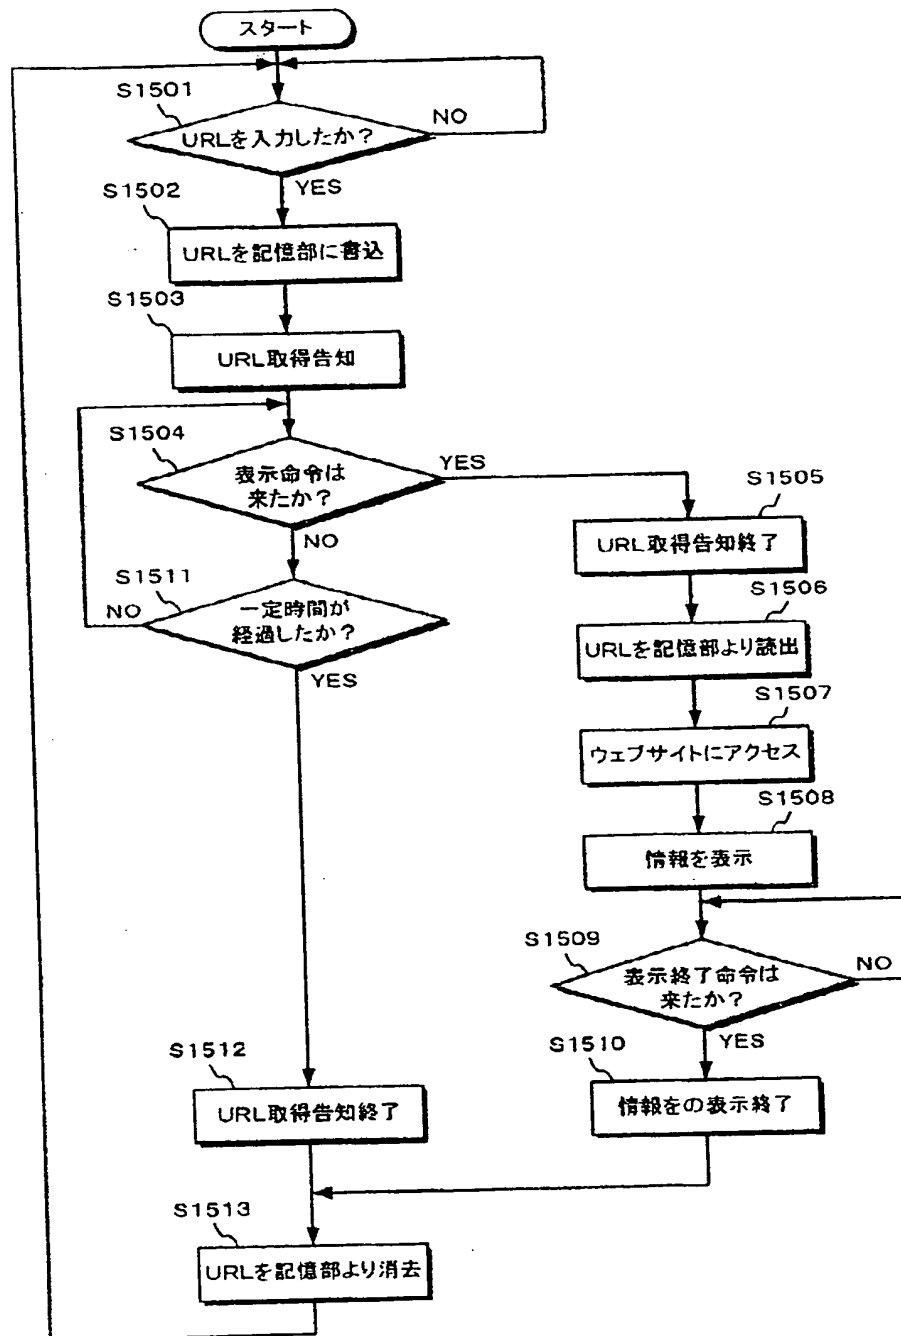 スタート
S1501
URLを入力したか?
NO
YES
S1502
URLを記憶部に書込
S1503
URL取得告知
S1504
表示命令は
来たか?
YES
NO
S1511
一定時間が
経過したか?
NO
YES
S1505
URL取得告知終了
S1506
URLを記憶部より読出
S1507
ウェブサイトにアクセス
S1508
情報を表示
S1509
表示終了命令は
来たか?
NO
YES
S1510
情報をの表示終了
S1512
URL取得告知終了
S1513
URLを記憶部より消去